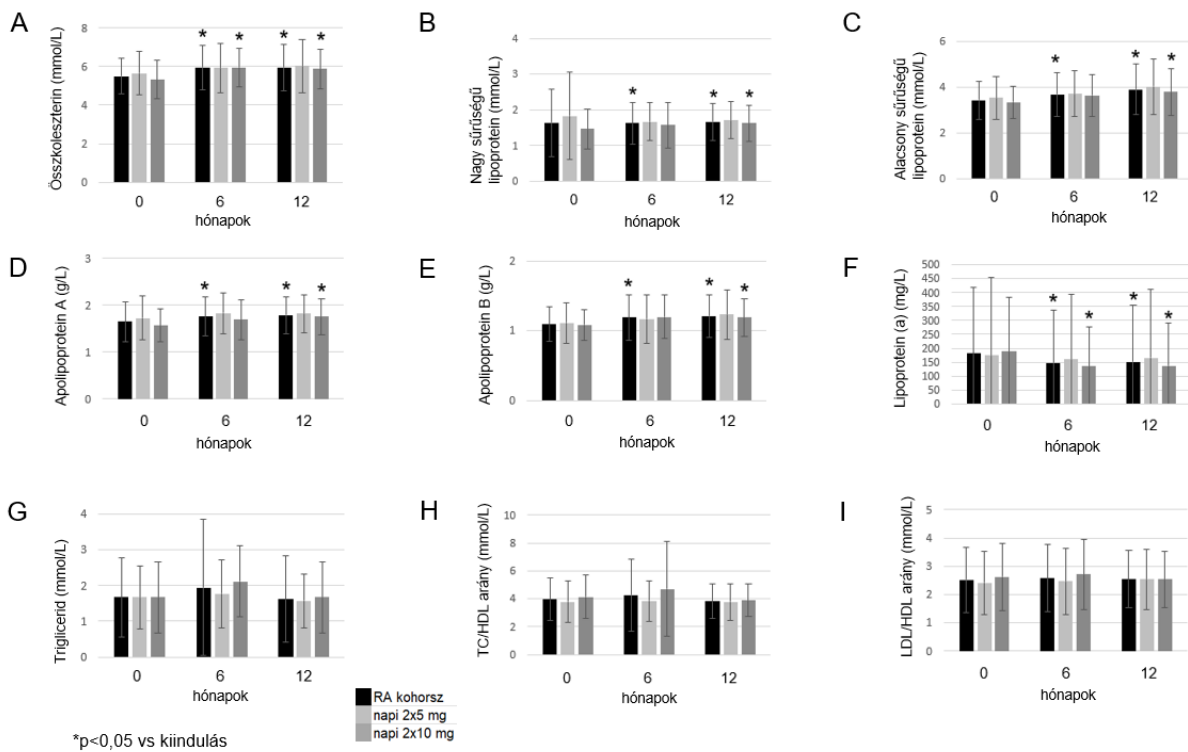 A
Összkoleszterin (mmol/L)
8
6
4
2
0
* * * *
0 6 12
hónapok
B
Nagy sűrűségű
lipoprotein (mmol/L)
4
3
2
1
0
* * *
0 6 12
hónapok
C
Alacsony sűrűségű
lipoprotein (mmol/L)
6
4
2
0
* * *
0 6 12
hónapok
D
Apolipoprotein A (g/L)
3
2
1
0
* * *
0 6 12
hónapok
E
Apolipoprotein B (g/L)
2
1
0
* * *
0 6 12
hónapok
F
Lipoprotein (a) (mg/L)
500
450
400
350
300
250
200
150
100
50
0
* * * *
0 6 12
hónapok
G
Triglicerid (mmol/L)
4
3
2
1
0
0 6 12
hónapok
H
TC/HDL arány (mmol/L)
10
8
6
4
2
0
0 6 12
hónapok
I
LDL/HDL arány (mmol/L)
5
4
3
2
1
0
0 6 12
hónapok
RA kohorsz
napi 2x5 mg
napi 2x10 mg
*p<0,05 vs kiindulás